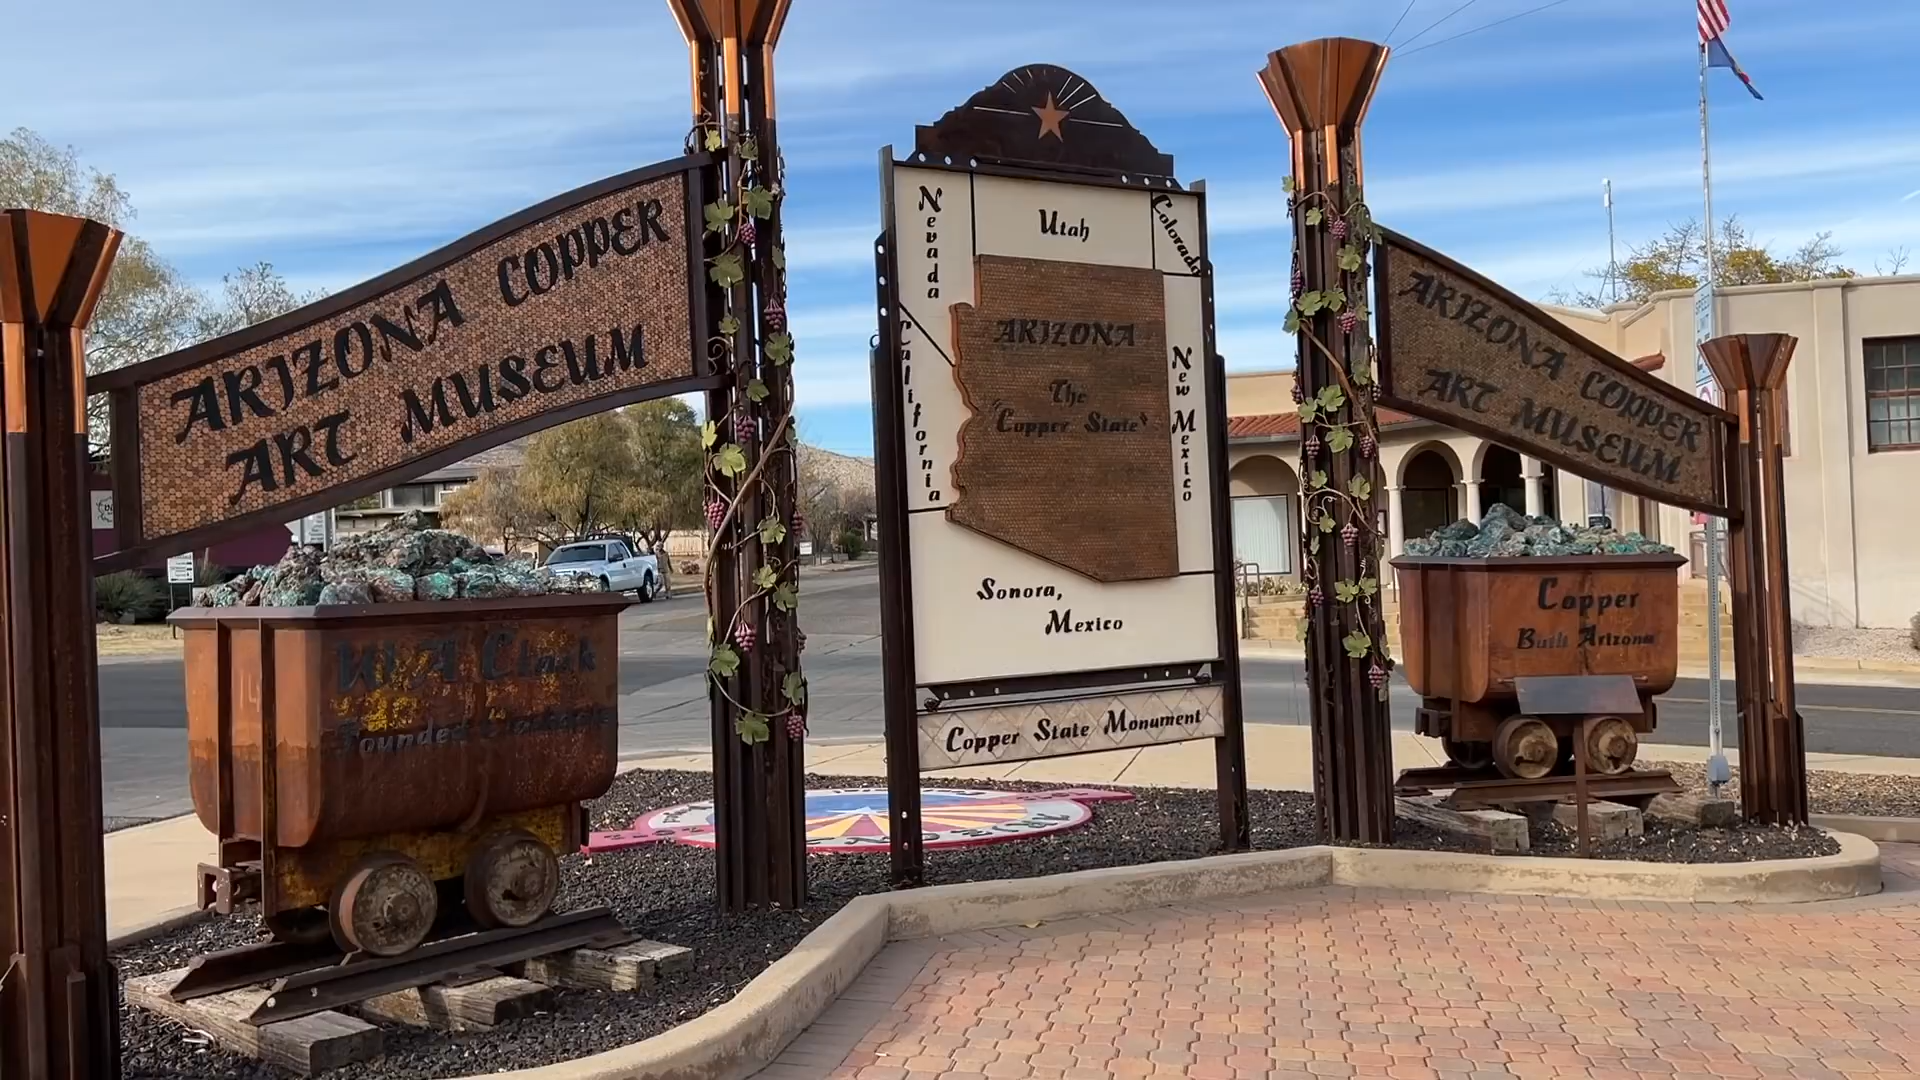 ARIZONA COPPER
ART MUSEUM
Nevada
Utah
Colorado
California
ARIZONA
The
"Copper State"
New Mexico
Sonora,
Mexico
Copper State Monument
ARIZONA COPPER
ART MUSEUM
W.A Clark
Founded Clarkdale
Copper
Built Arizona